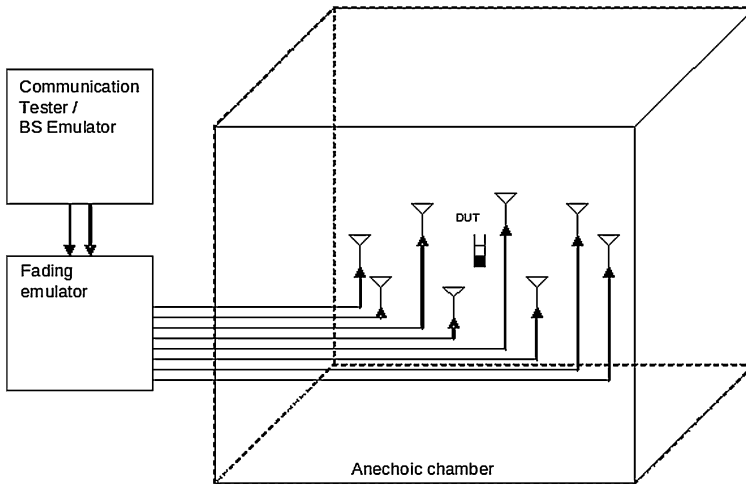 Communication
Tester /
BS Emulator
DUT
Fading
emulator
Anechoic chamber